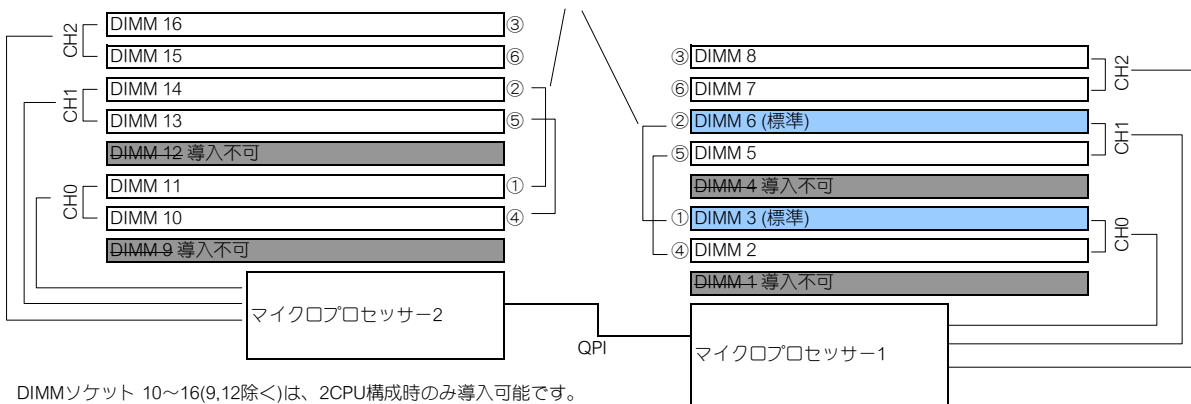 CH2
DIMM 16
③
DIMM 15
⑥
CH1
DIMM 14
②
DIMM 13
⑤
DIMM 12 導入不可
CH0
DIMM 11
①
DIMM 10
④
DIMM 9 導入不可
マイクロプロセッサー2
③
DIMM 8
CH2
⑥
DIMM 7
②
DIMM 6 (標準)
CH1
⑤
DIMM 5
DIMM 4 導入不可
①
DIMM 3 (標準)
CH0
④
DIMM 2
DIMM 1 導入不可
QPI
マイクロプロセッサー1
DIMMソケット 10～16(9,12除く)は、2CPU構成時のみ導入可能です。